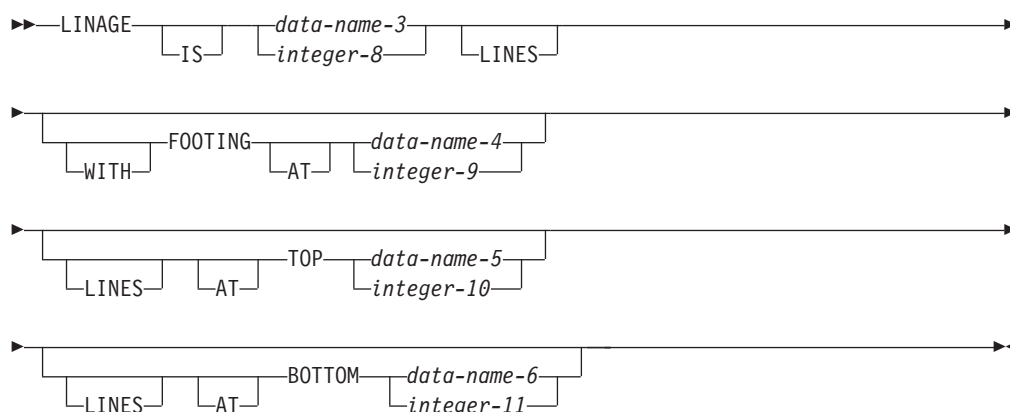 LINAGE data-name-3
IS integer-8 LINES
FOOTING data-name-4
WITH AT integer-9
TOP data-name-5
LINES AT integer-10
BOTTOM data-name-6
LINES AT integer-11